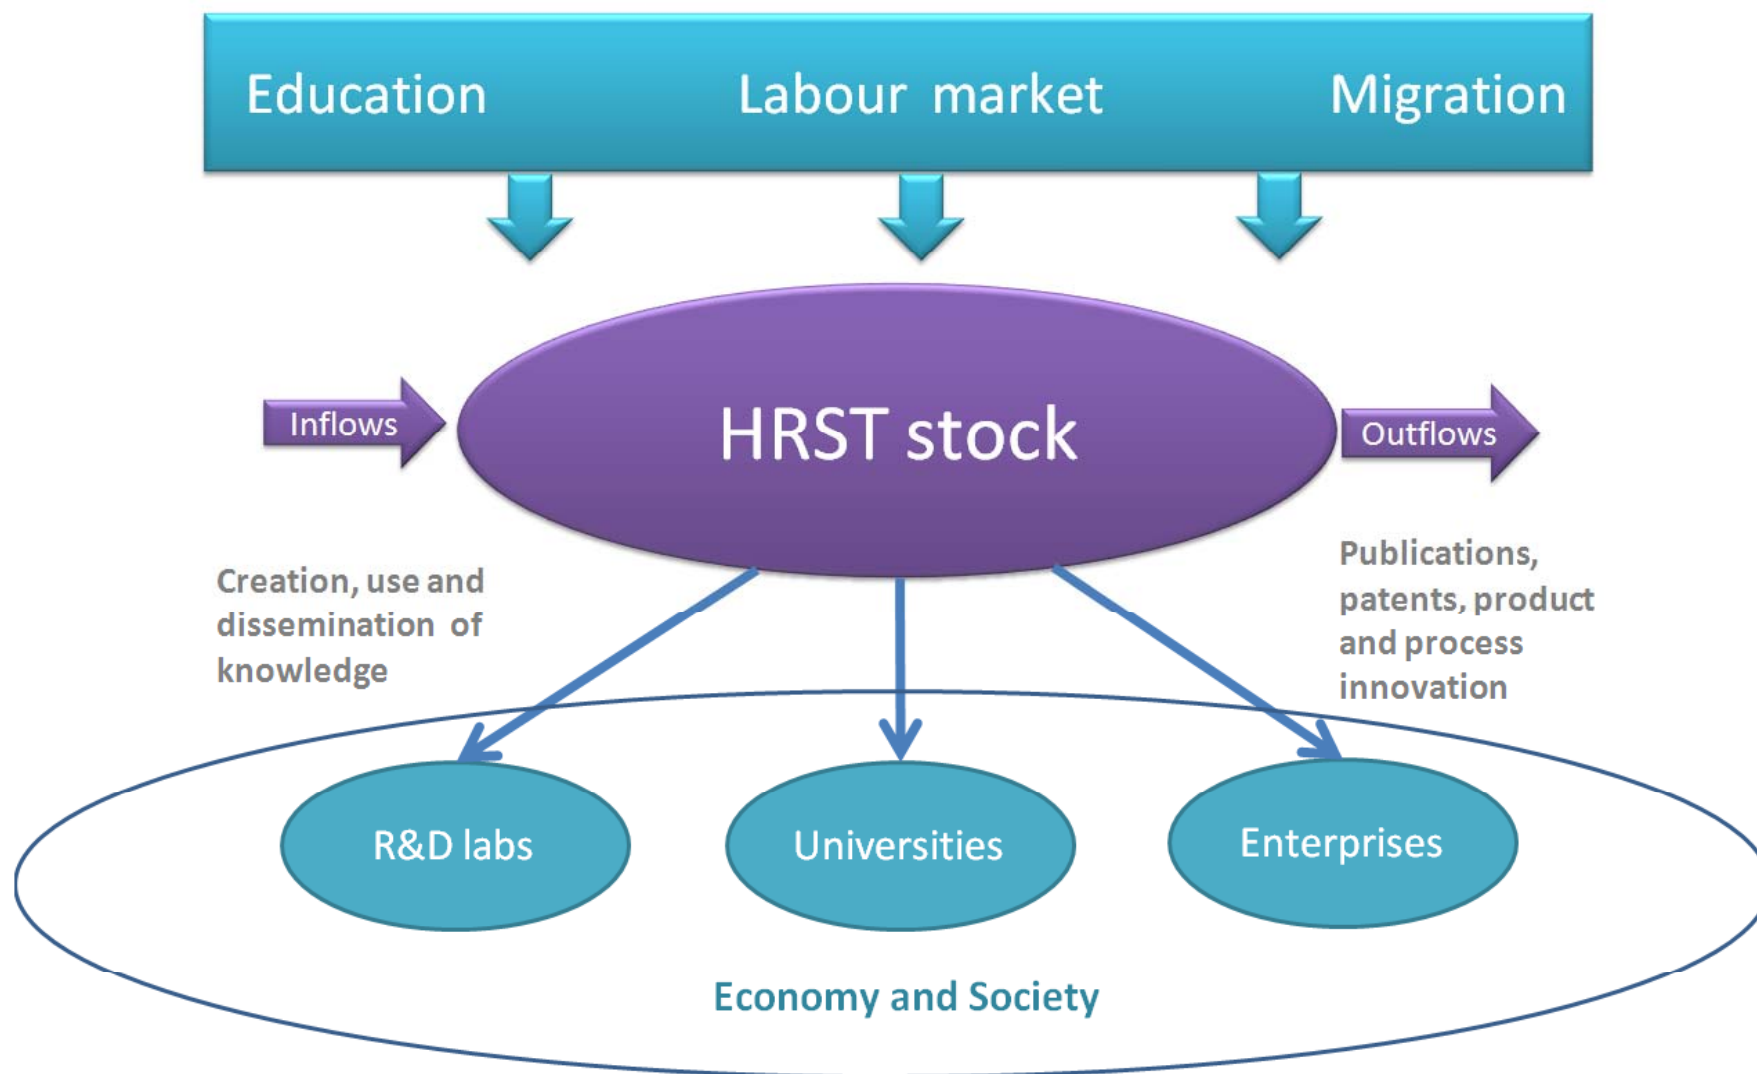 Education
Labour market
Migration
Inflows
HRST stock
Outflows
Creation, use and
dissemination of
knowledge
Publications,
patents, product
and process
innovation
R&D labs
Universities
Enterprises
Economy and Society